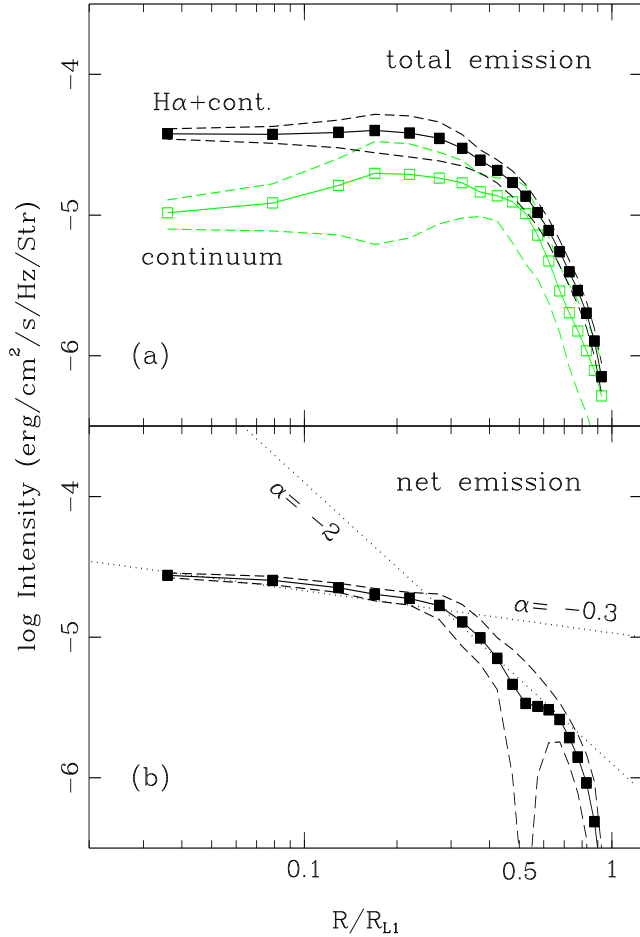 total emission
Hα+cont.
continuum
(a)
-4
-5
-6
log Intensity (erg/cm²/s/Hz/Str)
net emission
α= -2
α= -0.3
(b)
-4
-5
-6
0.1
0.5
1
R/R_L1